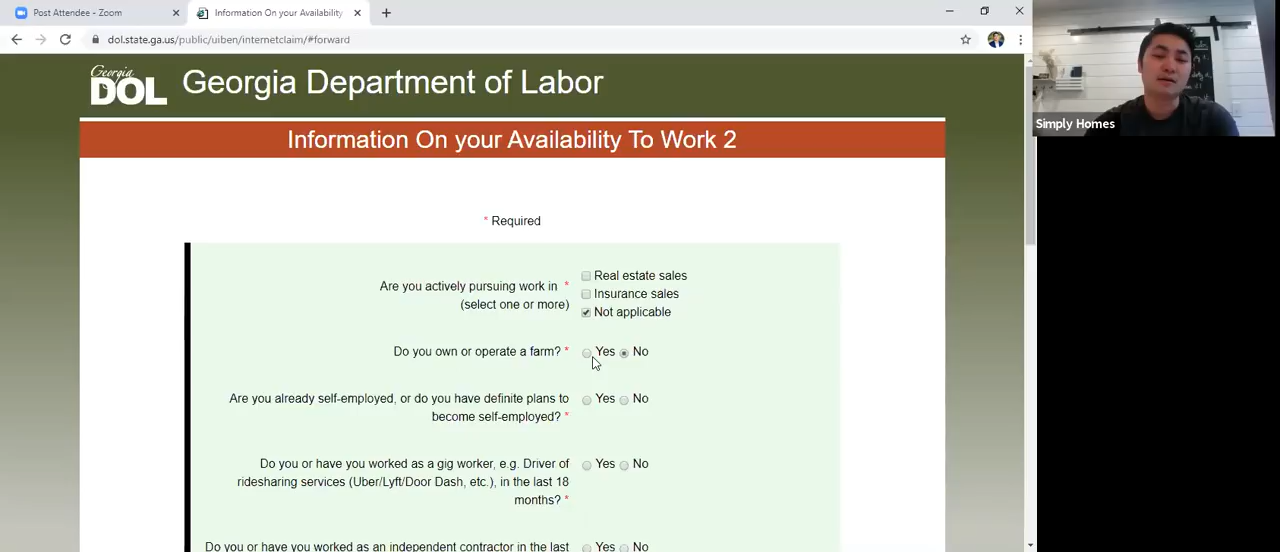 Post Attendee - Zoom
Information On your Availability
dol.state.ga.us/public/uiben/internetclaim/#forward
Georgia
DOL
Georgia Department of Labor
Information On your Availability To Work 2
* Required
Are you actively pursuing work in *
(select one or more)
Real estate sales
Insurance sales
Not applicable
Do you own or operate a farm? * Yes No
Are you already self-employed, or do you have definite plans to
become self-employed? *
Yes No
Do you or have you worked as a gig worker, e.g. Driver of
ridesharing services (Uber/Lyft/Door Dash, etc.), in the last 18
months? *
Yes No
Do you or have you worked as an independent contractor in the last
Yes No
Simply Homes